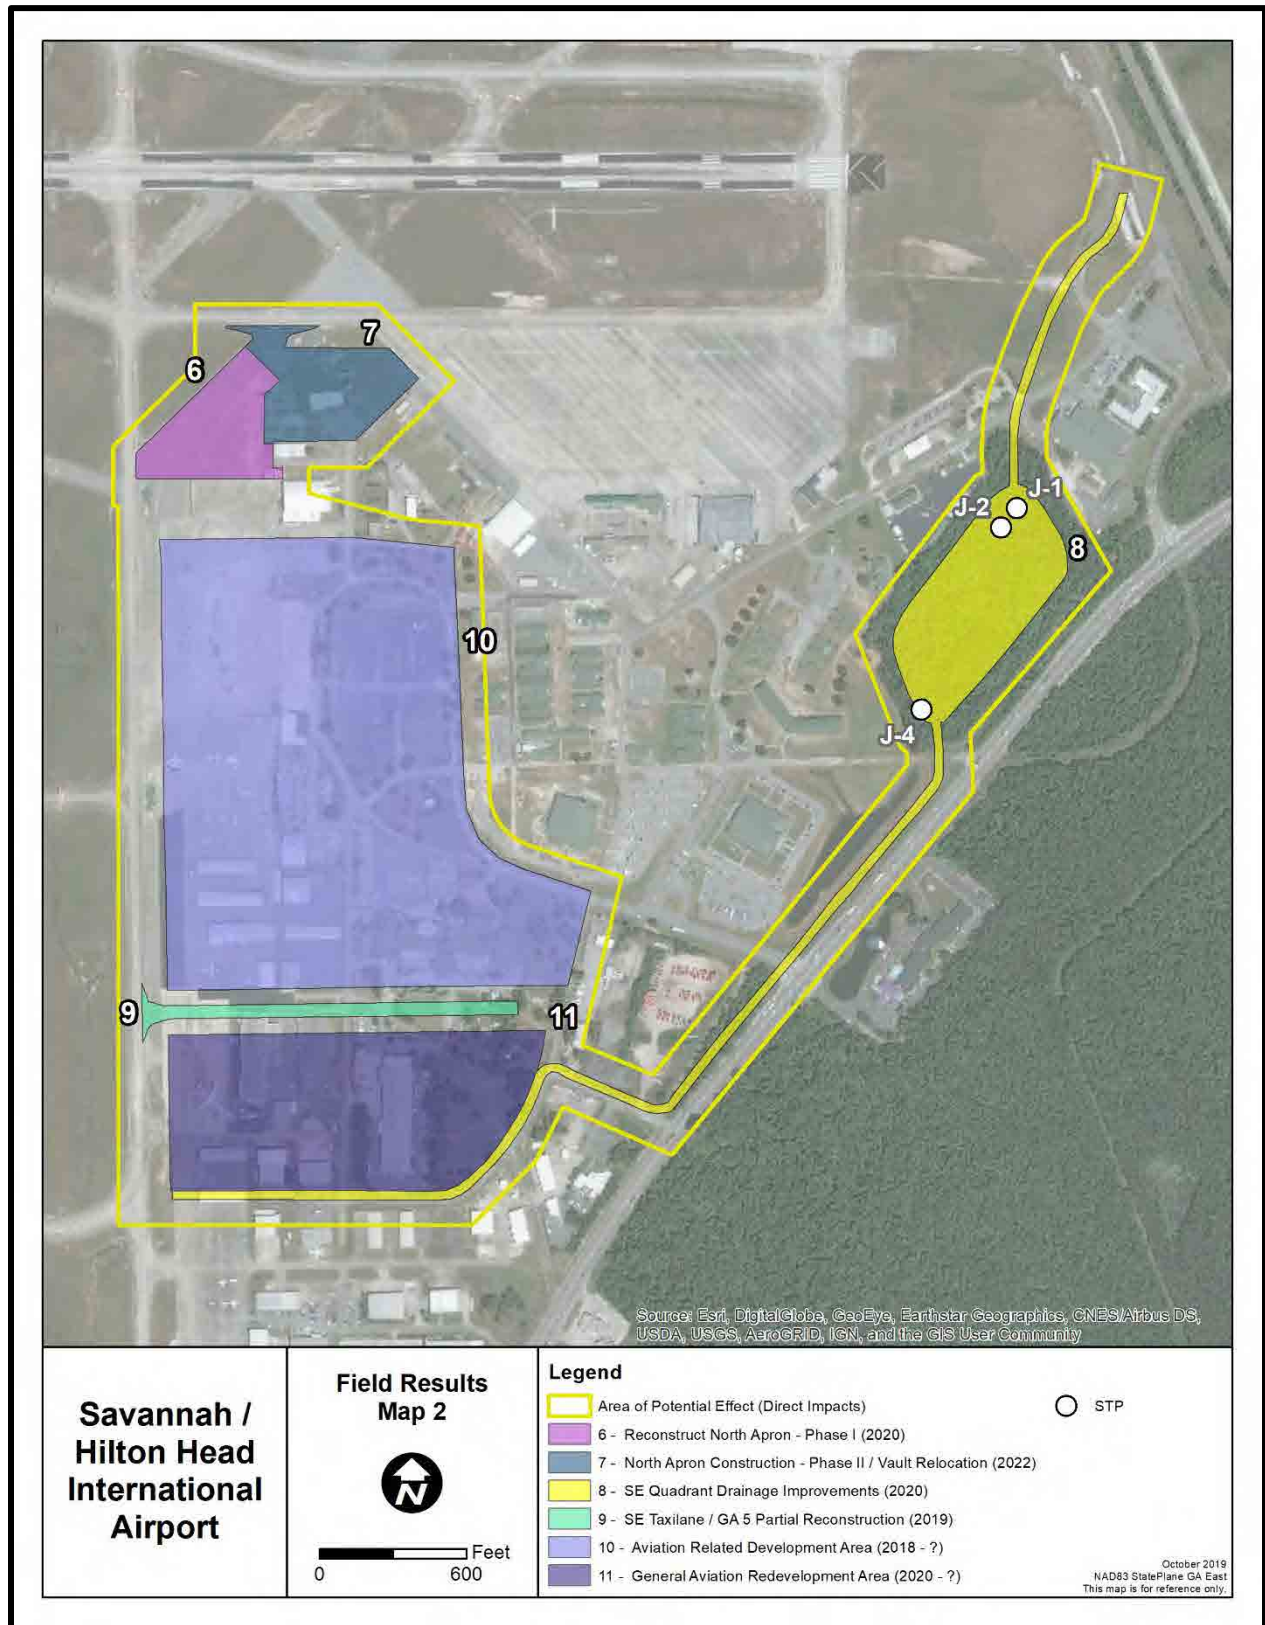 7
6
J-1
J-2
8
10
J-4
9
11
Source: Esri, DigitalGlobe, GeoEye, Earthstar Geographics, CNES/Airbus DS,
USDA, USGS, AeroGRID, IGN, and the GIS User Community
Savannah /
Hilton Head
International
Airport
Field Results
Map 2
N
Feet
0 600
Legend
Area of Potential Effect (Direct Impacts)
STP
6 - Reconstruct North Apron - Phase I (2020)
7 - North Apron Construction - Phase II / Vault Relocation (2022)
8 - SE Quadrant Drainage Improvements (2020)
9 - SE Taxilane / GA 5 Partial Reconstruction (2019)
10 - Aviation Related Development Area (2018 - ?)
11 - General Aviation Redevelopment Area (2020 - ?)
October 2019
NAD83 StatePlane GA East
This map is for reference only.